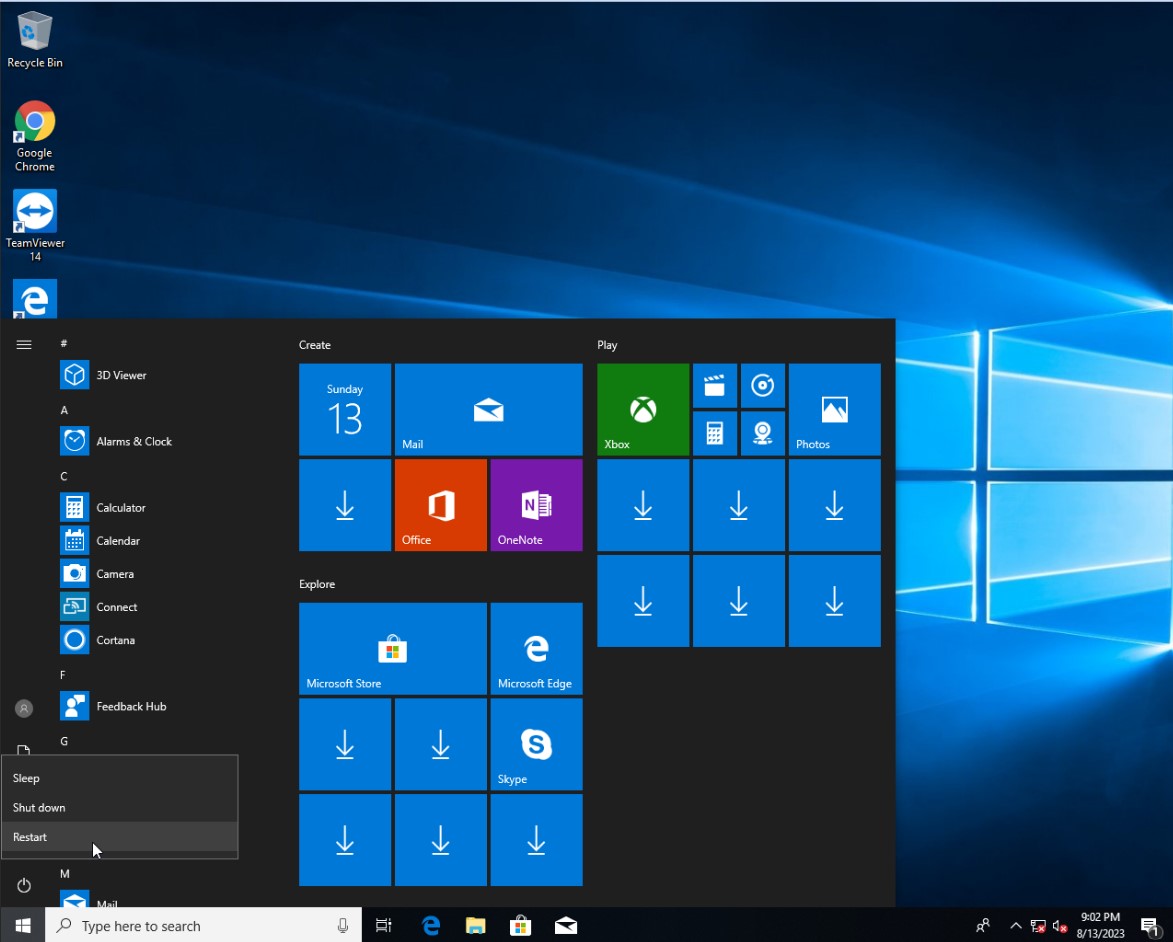 Recycle Bin
Google
Chrome
TeamViewer
14
#
3D Viewer
A
Alarms & Clock
C
Calculator
Calendar
Camera
Connect
Cortana
F
Feedback Hub
G
Sleep
Shut down
Restart
M
Mail
Create
Sunday
13
Mail
Office
OneNote
Explore
Microsoft Store
Microsoft Edge
Skype
Play
Xbox
Photos
Type here to search
9:02 PM
8/13/2023
1